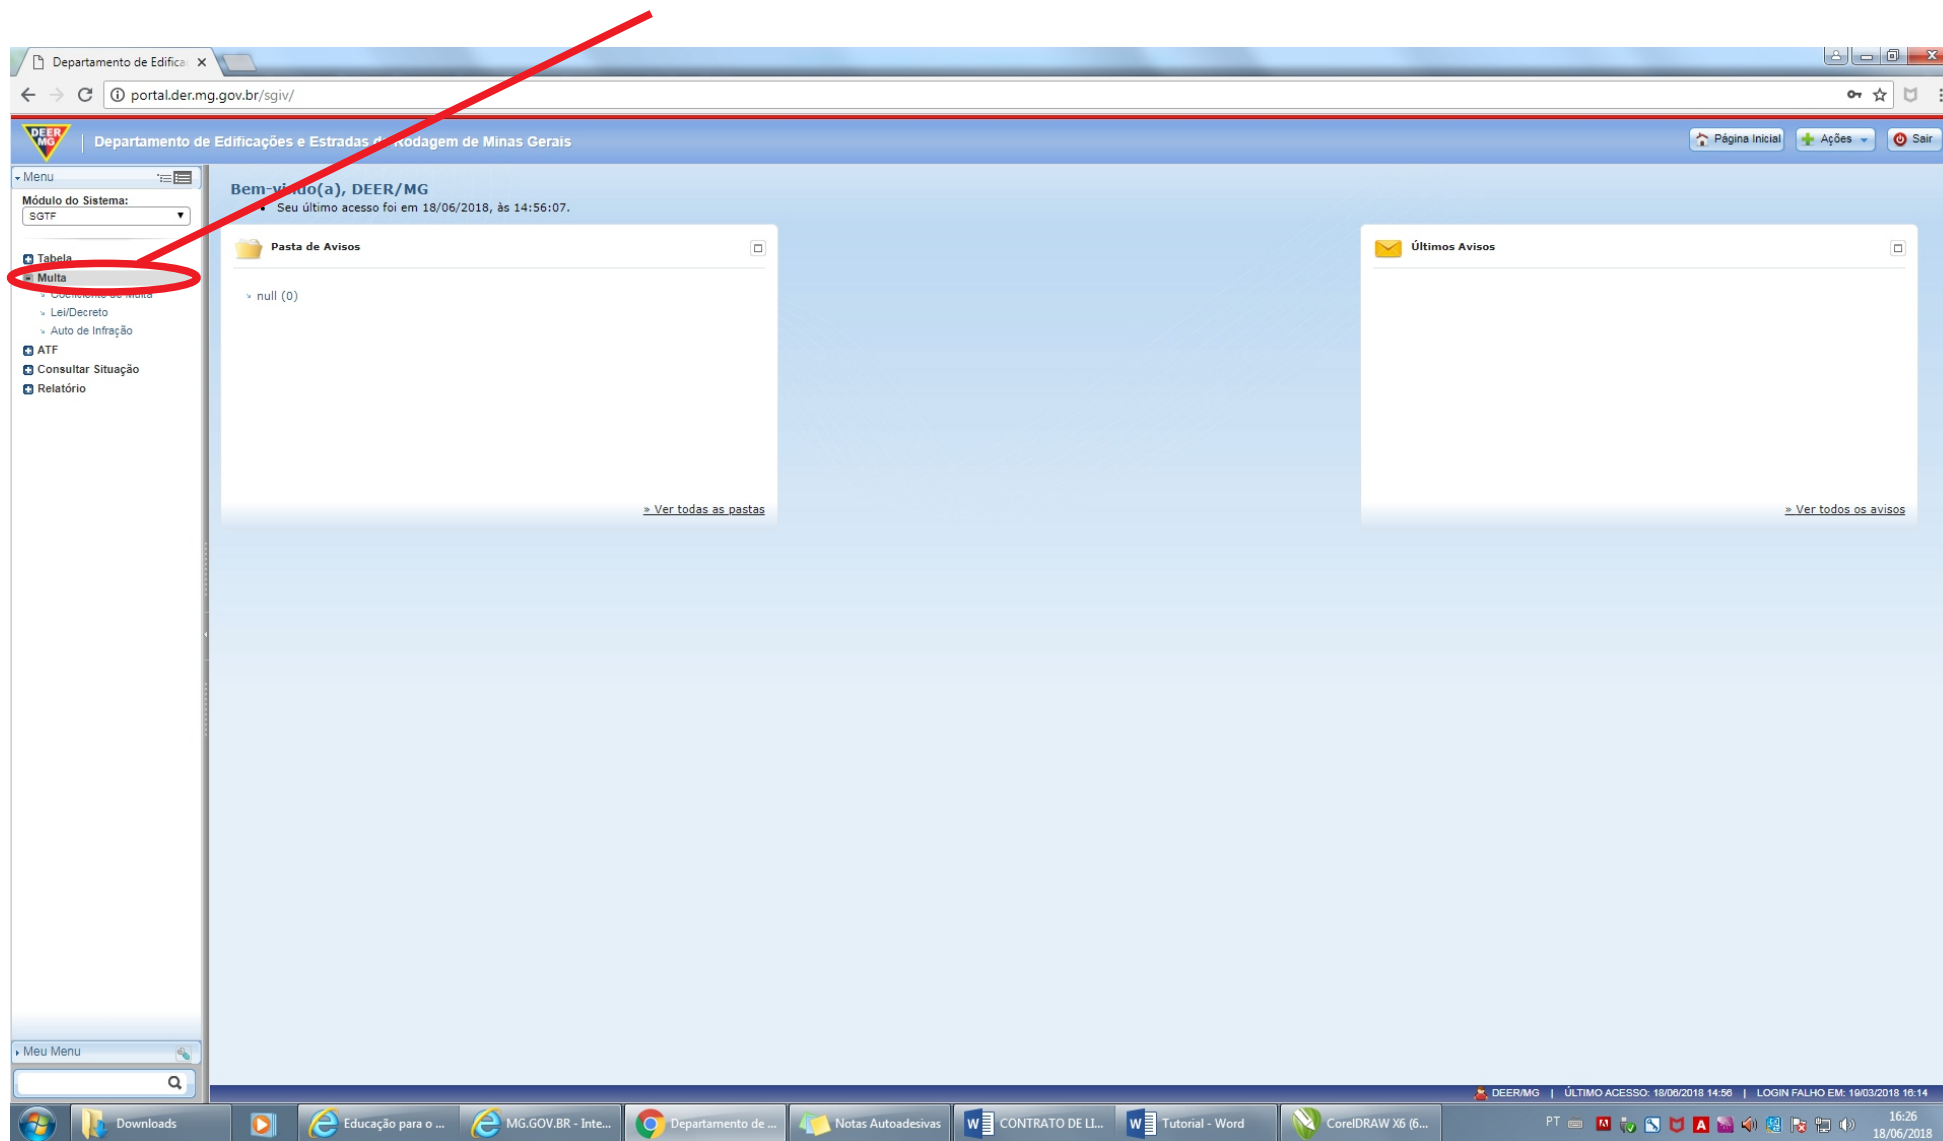 Departamento de Edifica
portal.der.mg.gov.br/sgiv/
DEER
MG
Departamento de Edificações e Estradas de Rodagem de Minas Gerais
Página Inicial
Ações
Sair
Menu
Módulo do Sistema:
SGTF
Bem-vindo(a), DEER/MG
Seu último acesso foi em 18/06/2018, às 14:56:07.
Tabela
Multa
Coeficiente de Multa
Lei/Decreto
Auto de Infração
ATF
Consultar Situação
Relatório
Pasta de Avisos
null (0)
» Ver todas as pastas
Últimos Avisos
» Ver todos os avisos
Meu Menu
DEER/MG | ÚLTIMO ACESSO: 18/06/2018 14:56 | LOGIN FALHO EM: 19/03/2018 16:14
Downloads
Educação para o ...
MG.GOV.BR - Inte...
Departamento de ...
Notas Autoadesivas
CONTRATO DE LI...
Tutorial - Word
CorelDRAW X6 (6...
PT
16:26
18/06/2018